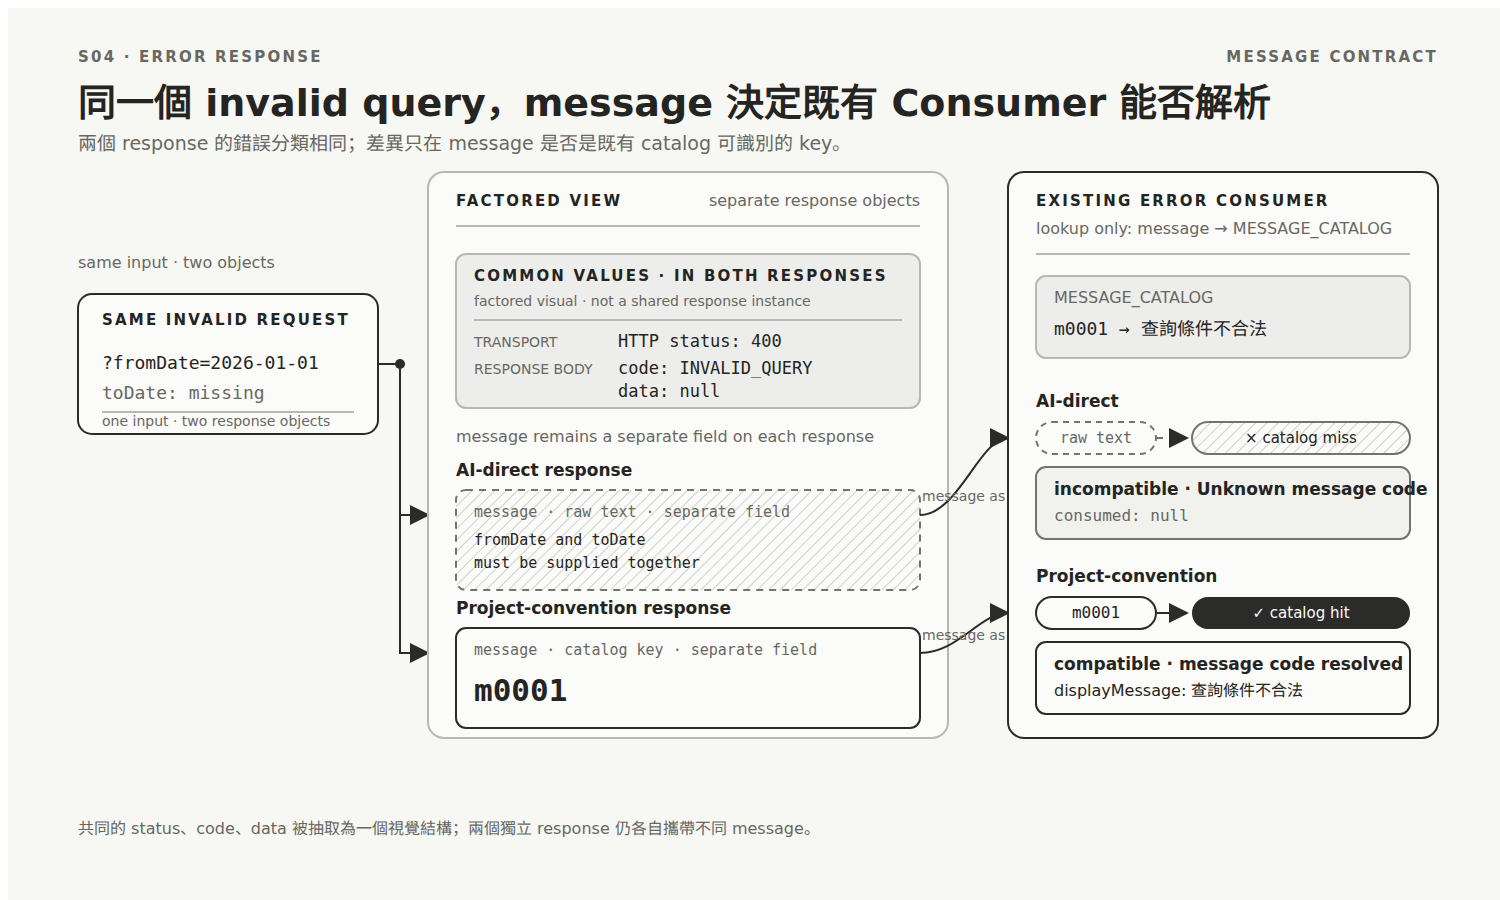 S04 · ERROR RESPONSE
MESSAGE CONTRACT
同一個 invalid query，message 決定既有 Consumer 能否解析
兩個 response 的錯誤分類相同；差異只在 message 是否是既有 catalog 可識別的 key。
same input · two objects
SAME INVALID REQUEST
?fromDate=2026-01-01
toDate: missing
one input · two response objects
FACTORED VIEW
separate response objects
COMMON VALUES · IN BOTH RESPONSES
factored visual · not a shared response instance
TRANSPORT
HTTP status: 400
RESPONSE BODY
code: INVALID_QUERY
data: null
message remains a separate field on each response
AI-direct response
message · raw text · separate field
fromDate and toDate
must be supplied together
Project-convention response
message · catalog key · separate field
m0001
message as
message as
EXISTING ERROR CONSUMER
lookup only: message → MESSAGE_CATALOG
MESSAGE_CATALOG
m0001 → 查詢條件不合法
AI-direct
raw text
× catalog miss
incompatible · Unknown message code
consumed: null
Project-convention
m0001
✓ catalog hit
compatible · message code resolved
displayMessage: 查詢條件不合法
共同的 status、code、data 被抽取為一個視覺結構；兩個獨立 response 仍各自攜帶不同 message。